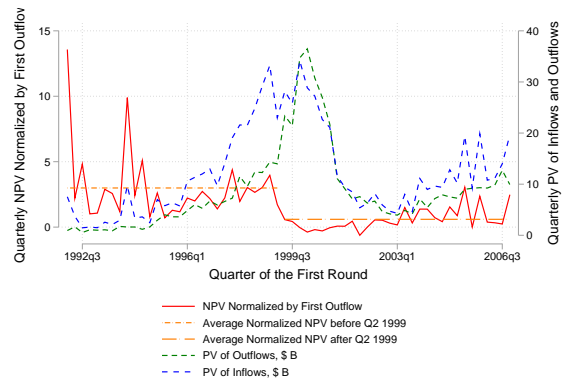 Quarterly NPV Normalized by First Outflov
15
10
5
0
40
30
20
10
0
Quarterly PV of Inflows and Outflows
1992q3
1996q1
1999q3
2003q1
2006q3
Quarter of the First Round
NPV Normalized by First Outflow
Average Normalized NPV before Q2 1999
Average Normalized NPV after Q2 1999
PV of Outflows, $ B
PV of Inflows, $ B